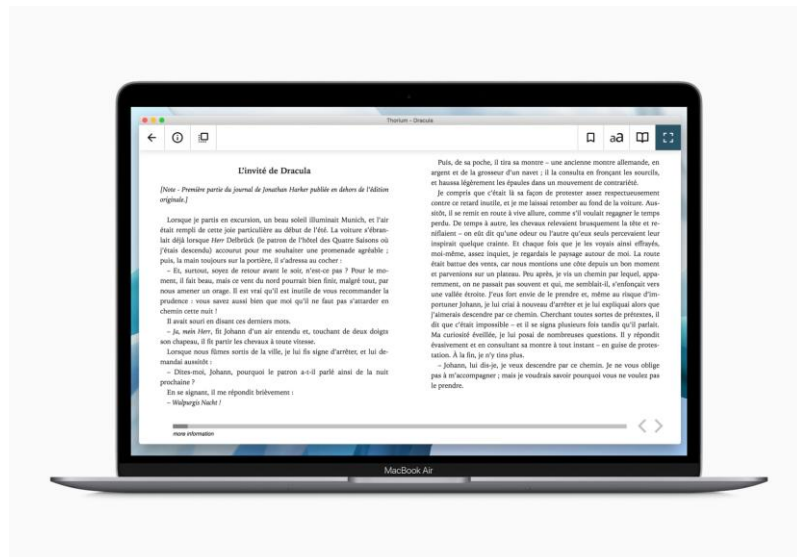 Thorium - Dracula
aA
L'invité de Dracula
[Note - Première partie du journal de Jonathan Harker publiée en dehors de l'édition
originale.]
Lorsque je partis en excursion, un beau soleil illuminait Munich, et l'air
était rempli de cette joie particulière au début de l'été. La voiture s'ébran-
lait déjà lorsque Herr Delbrück (le patron de l'hôtel des Quatre Saisons où
j'étais descendu) accourut pour me souhaiter une promenade agréable ;
puis, la main toujours sur la portière, il s'adressa au cocher :
– Et, surtout, soyez de retour avant le soir, n'est-ce pas ? Pour le mo-
ment, il fait beau, mais ce vent du nord pourrait bien finir, malgré tout, par
nous amener un orage. Il est vrai qu'il est inutile de vous recommander la
prudence : vous savez aussi bien que moi qu'il ne faut pas s'attarder en
chemin cette nuit !
Il avait souri en disant ces derniers mots.
– Ja, mein Herr, fit Johann d'un air entendu et, touchant de deux doigts
son chapeau, il fit partir les chevaux à toute vitesse.
Lorsque nous fûmes sortis de la ville, je lui fis signe d'arrêter, et lui de-
mandai aussitôt :
– Dites-moi, Johann, pourquoi le patron a-t-il parlé ainsi de la nuit
prochaine ?
En se signant, il me répondit brièvement :
– Walpurgis Nacht !
Puis, de sa poche, il tira sa montre – une ancienne montre allemande, en
argent et de la grosseur d'un navet ; il la consulta en fronçant les sourcils,
et haussa légèrement les épaules dans un mouvement de contrariété.
Je compris que c'était là sa façon de protester assez respectueusement
contre ce retard inutile, et je me laissai retomber au fond de la voiture. Aus-
sitôt, il se remit en route à vive allure, comme s'il voulait regagner le temps
perdu. De temps à autre, les chevaux relevaient brusquement la tête et re-
niflaient – on eût dit qu'une odeur ou l'autre qu'eux seuls percevaient leur
inspirait quelque crainte. Et chaque fois que je les voyais ainsi effrayés,
moi-même, assez inquiet, je regardais le paysage autour de moi. La route
était battue des vents, car nous montions une côte depuis un bon moment
et parvenions sur un plateau. Peu après, je vis un chemin par lequel, appa-
remment, on ne passait pas souvent et qui, me semblait-il, s'enfonçait vers
une vallée étroite. J'eus fort envie de le prendre et, même au risque d'im-
portuner Johann, je lui criai à nouveau d'arrêter et je lui expliquai alors que
j'aimerais descendre par ce chemin. Cherchant toutes sortes de prétextes, il
dit que c'était impossible – et il se signa plusieurs fois tandis qu'il parlait.
Ma curiosité éveillée, je lui posai de nombreuses questions. Il y répondit
évasivement et en consultant sa montre à tout instant – en guise de protes-
tation. À la fin, je n'y tins plus.
– Johann, lui dis-je, je veux descendre par ce chemin. Je ne vous oblige
pas à m'accompagner ; mais je voudrais savoir pourquoi vous ne voulez pas
le prendre.
more information
MacBook Air